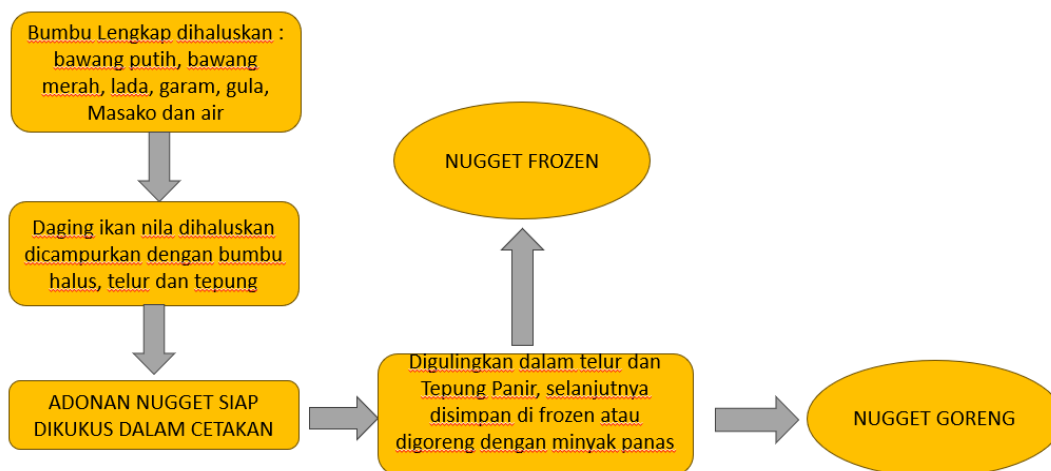 Bumbu Lengkap dihaluskan :
bawang putih, bawang
merah, lada, garam, gula,
Masako dan air
Daging ikan nila dihaluskan
dicampurkan dengan bumbu
halus, telur dan tepung
ADONAN NUGGET SIAP
DIKUKUS DALAM CETAKAN
Digulingkan dalam telur dan
Tepung Panir, selanjutnya
disimpan di frozen atau
digoreng dengan minyak panas
NUGGET FROZEN
NUGGET GORENG